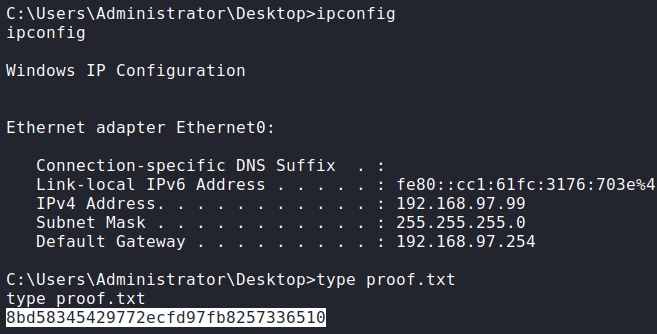 C:\Users\Administrator\Desktop>ipconfig
ipconfig
Windows IP Configuration
Ethernet adapter Ethernet0:
Connection-specific DNS Suffix  . :
Link-local IPv6 Address . . . . . : fe80::cc1:61fc:3176:703e%4
IPv4 Address. . . . . . . . . . . : 192.168.97.99
Subnet Mask . . . . . . . . . . . : 255.255.255.0
Default Gateway . . . . . . . . . : 192.168.97.254
C:\Users\Administrator\Desktop>type proof.txt
type proof.txt
8bd58345429772ecfd97fb8257336510